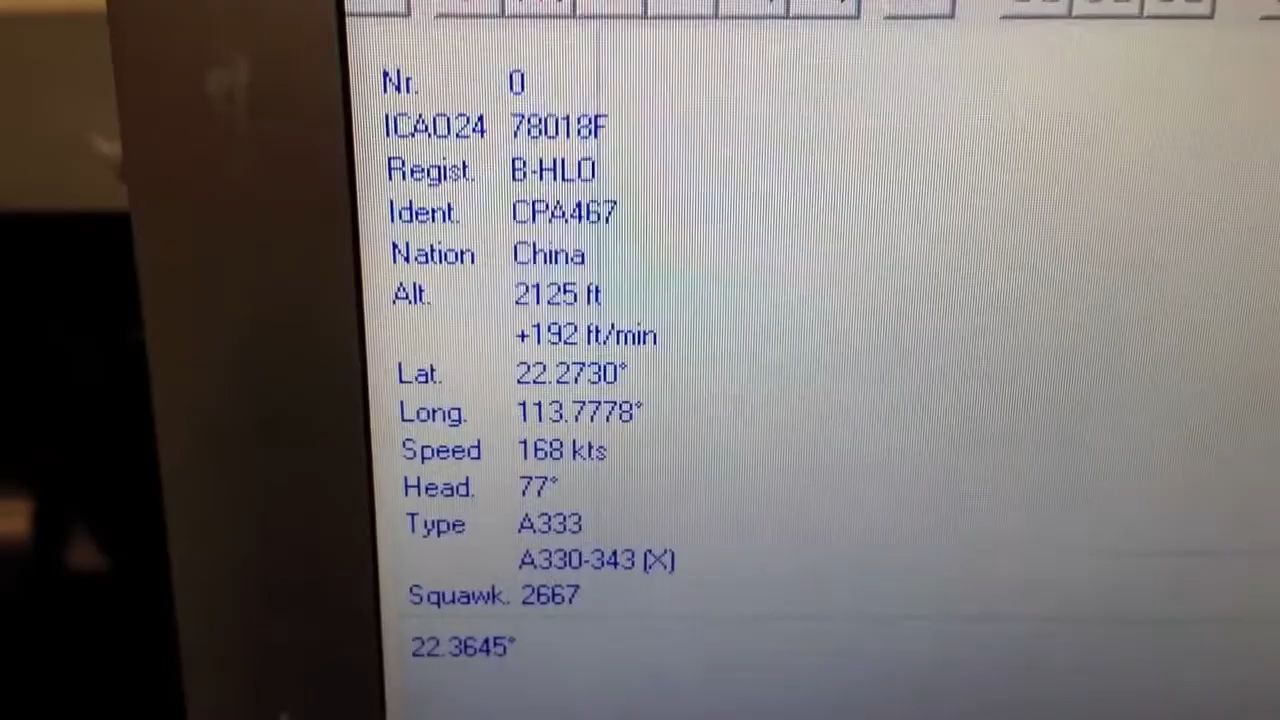 Nr. 0
ICAO24 78018F
Regist. B-HLO
Ident. CPA467
Nation China
Alt. 2125 ft
+192 ft/min
Lat. 22.2730°
Long. 113.7778°
Speed 168 kts
Head. 77°
Type A333
A330-343 (X)
Squawk. 2667
22.3645°